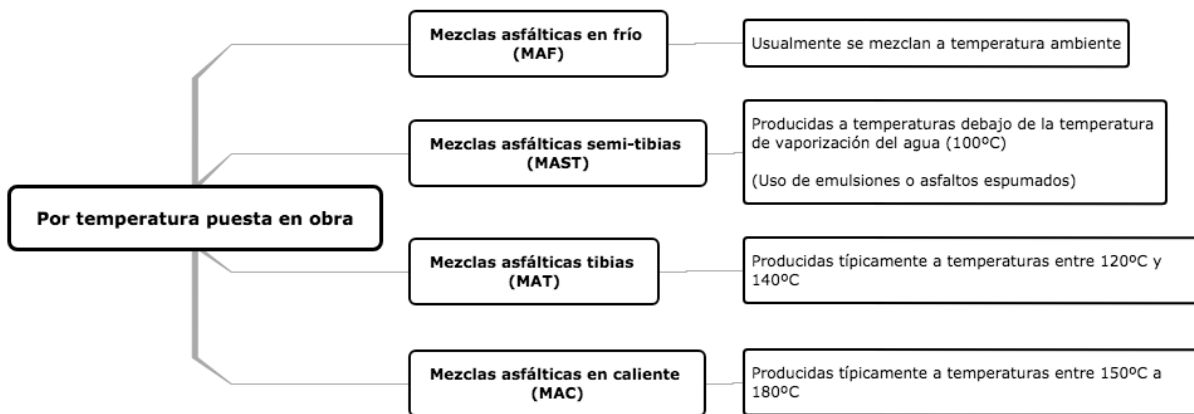 Por temperatura puesta en obra
Mezclas asfálticas en frío
(MAF)
Usualmente se mezclan a temperatura ambiente
Mezclas asfálticas semi-tibias
(MAST)
Producidas a temperaturas debajo de la temperatura
de vaporización del agua (100ºC)
(Uso de emulsiones o asfaltos espumados)
Mezclas asfálticas tibias
(MAT)
Producidas típicamente a temperaturas entre 120ºC y
140ºC
Mezclas asfálticas en caliente
(MAC)
Producidas típicamente a temperaturas entre 150ºC a
180ºC